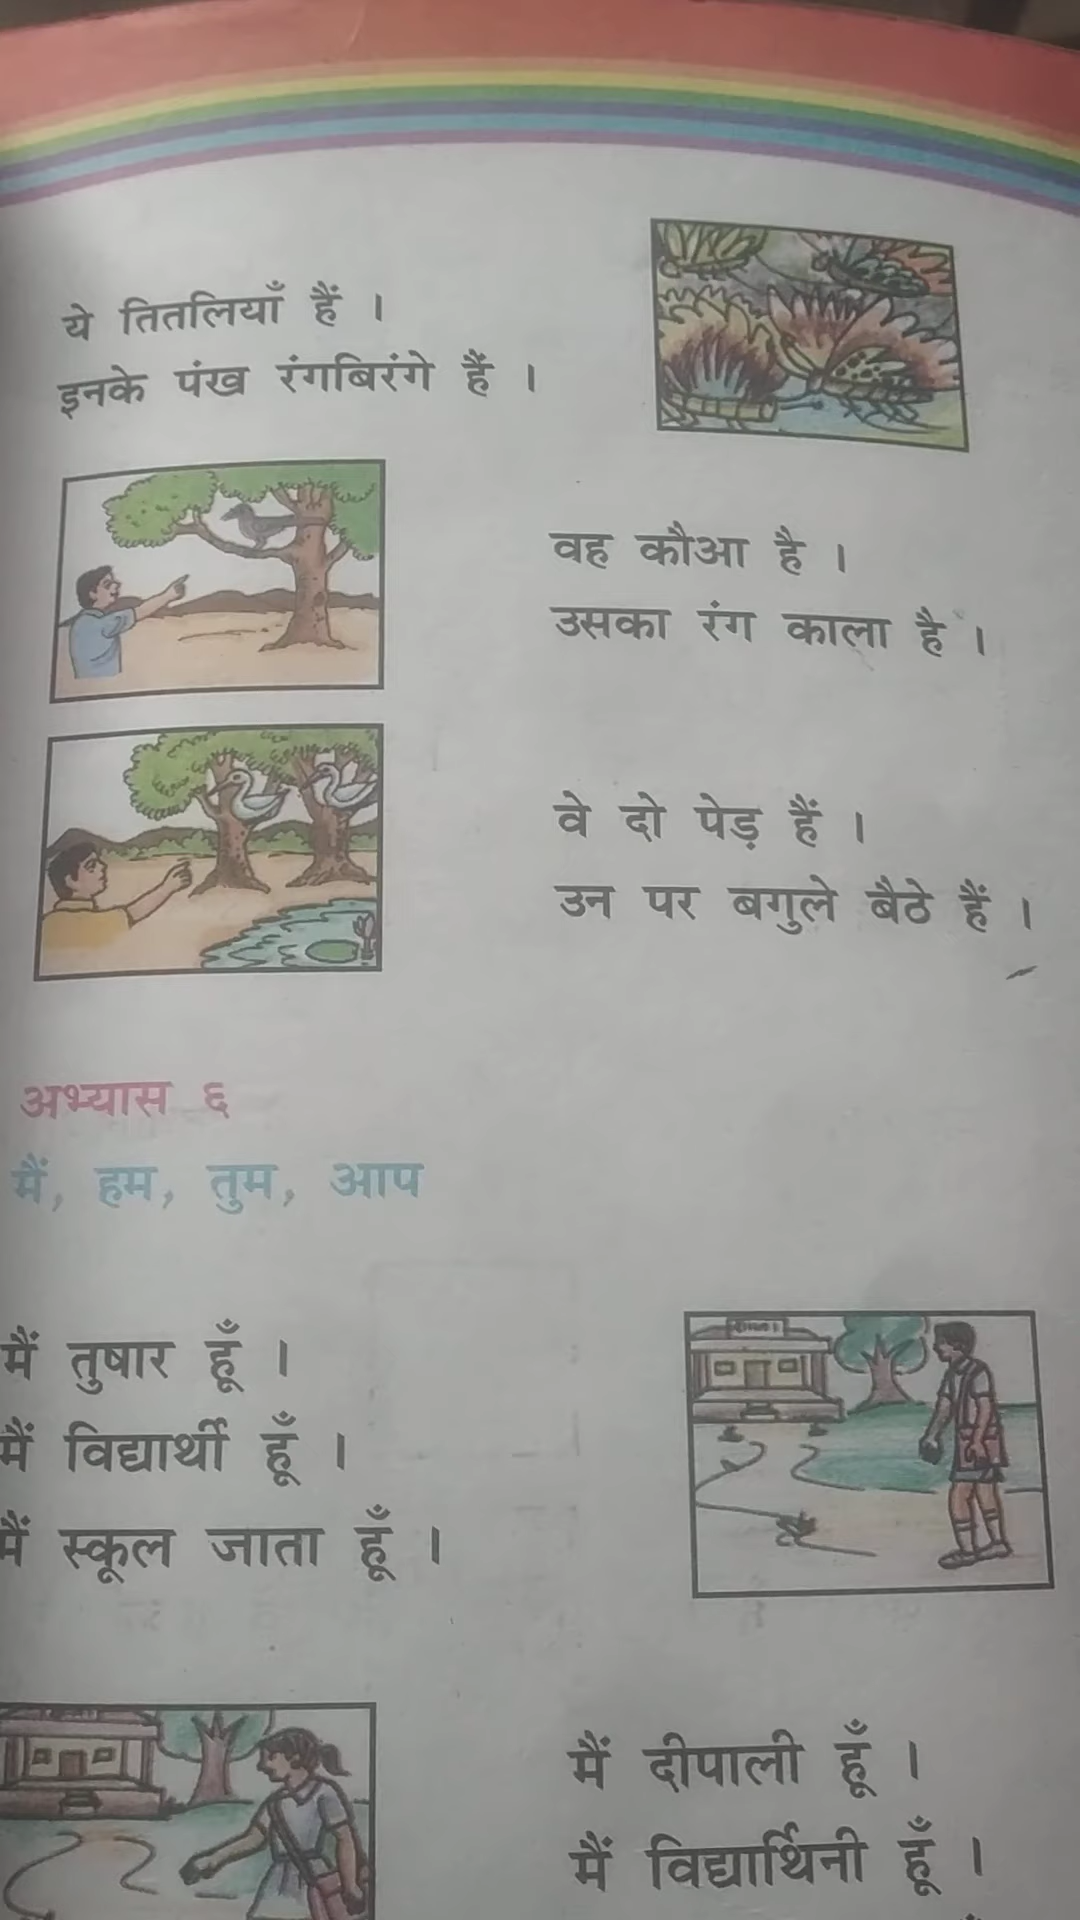 ये तितलियाँ हैं ।
इनके पंख रंगबिरंगे हैं ।
वह कौआ है ।
उसका रंग काला है ।
वे दो पेड़ हैं ।
उन पर बगुले बैठे हैं ।
अभ्यास ६
मैं, हम, तुम, आप
मैं तुषार हूँ ।
मैं विद्यार्थी हूँ ।
मैं स्कूल जाता हूँ ।
मैं दीपाली हूँ ।
मैं विद्यार्थिनी हूँ ।